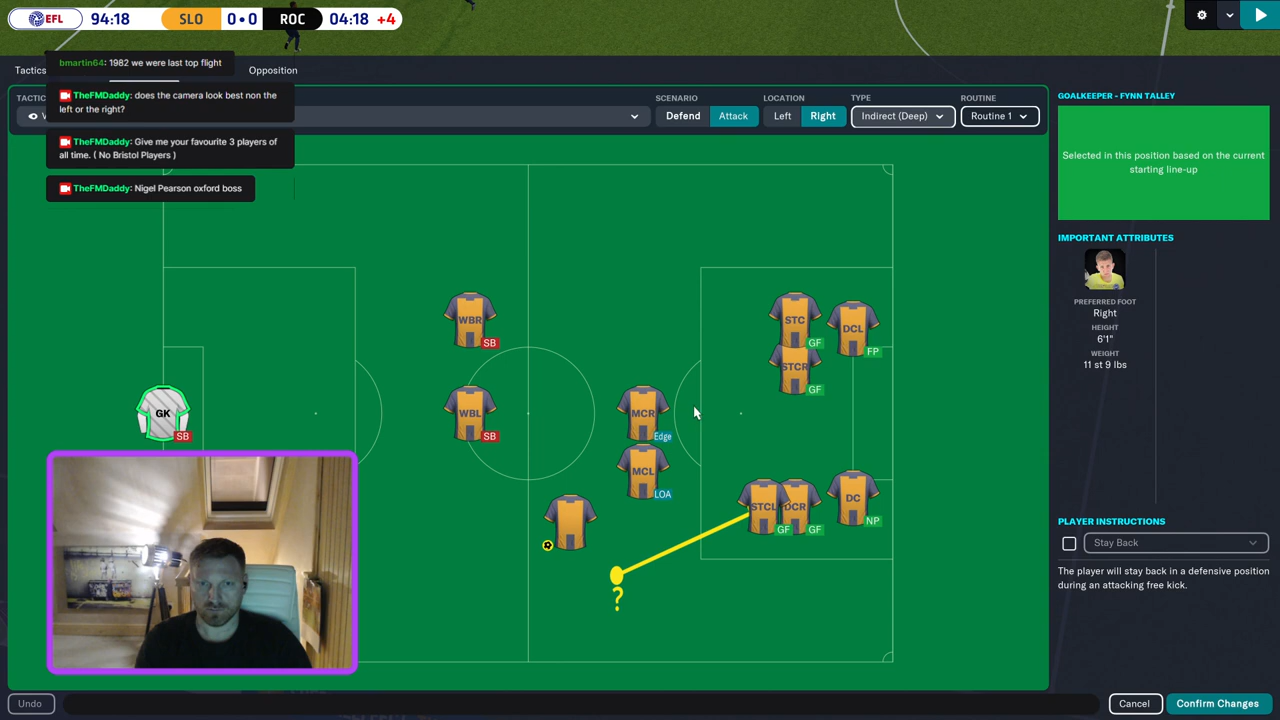 EFL 94:18 SLO 0 0 ROC 04:18 +4
bmartin64: 1982 we were last top flight
Tactics
Opposition
TheFMDaddy: does the camera look best non the
left or the right?
TheFMDaddy: Give me your favourite 3 players of
all time. ( No Bristol Players )
TheFMDaddy: Nigel Pearson oxford boss
TACTIC
SCENARIO
Defend Attack
LOCATION
Left Right
TYPE
Indirect (Deep)
ROUTINE
Routine 1
WBR
SB
STC
GF
DCL
FP
STCR
GF
GK
SB
WBL
SB
MCR
Edge
MCL
LOA
STCL
GF
DCR
GF
DC
NP
?
GOALKEEPER - FYNN TALLEY
Selected in this position based on the current
starting line-up
IMPORTANT ATTRIBUTES
PREFERRED FOOT
Right
HEIGHT
6'1"
WEIGHT
11 st 9 lbs
PLAYER INSTRUCTIONS
Stay Back
The player will stay back in a defensive position
during an attacking free kick.
Undo
Cancel
Confirm Changes